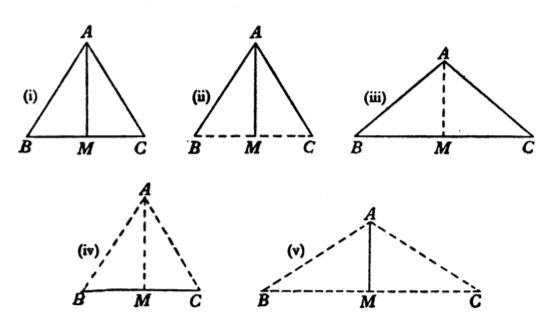 A A A
(i) (ii) (iii)
B M C B M C B M C
A A
(iv) (v)
B M C B M C